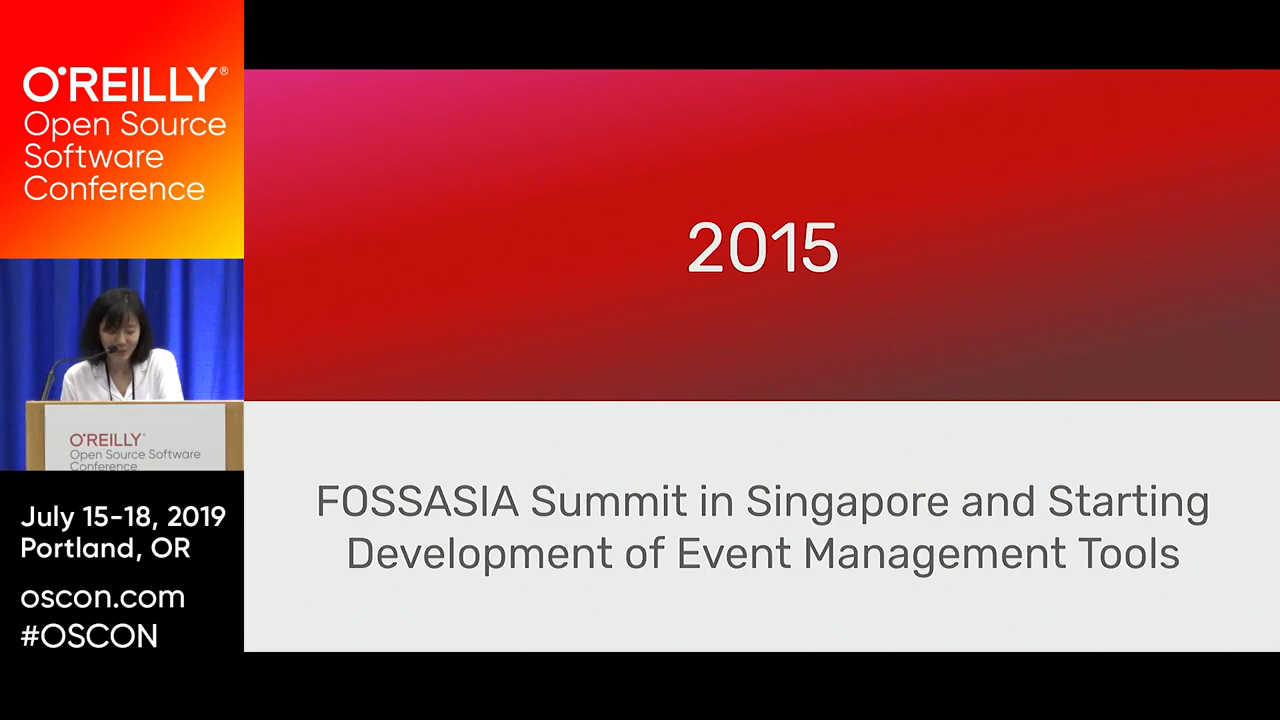 O'REILLY®
Open Source
Software
Conference
O'REILLY®
Open Source Software
Conference
July 15-18, 2019
Portland, OR
oscon.com
#OSCON
2015
FOSSASIA Summit in Singapore and Starting
Development of Event Management Tools